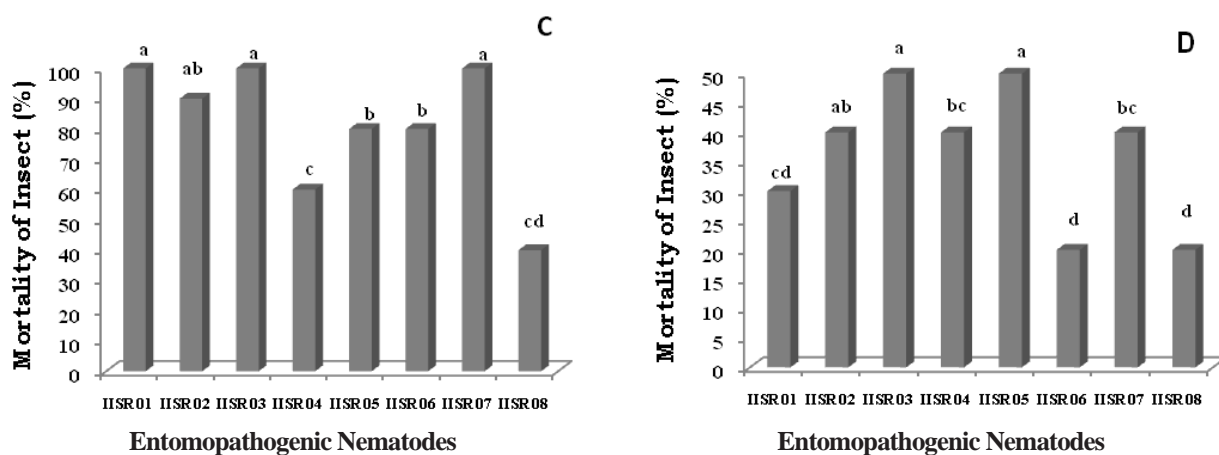 C
Mortality of Insect (%)
100
90
80
70
60
50
40
30
20
10
0
a
ab
a
c
b
b
a
cd
IISR01 IISR02 IISR03 IISR04 IISR05 IISR06 IISR07 IISR08
Entomopathogenic Nematodes
D
Mortality of Insect (%)
50
45
40
35
30
25
20
15
10
5
0
cd
ab
a
bc
a
d
bc
d
IISR01 IISR02 IISR03 IISR04 IISR05 IISR06 IISR07 IISR08
Entomopathogenic Nematodes